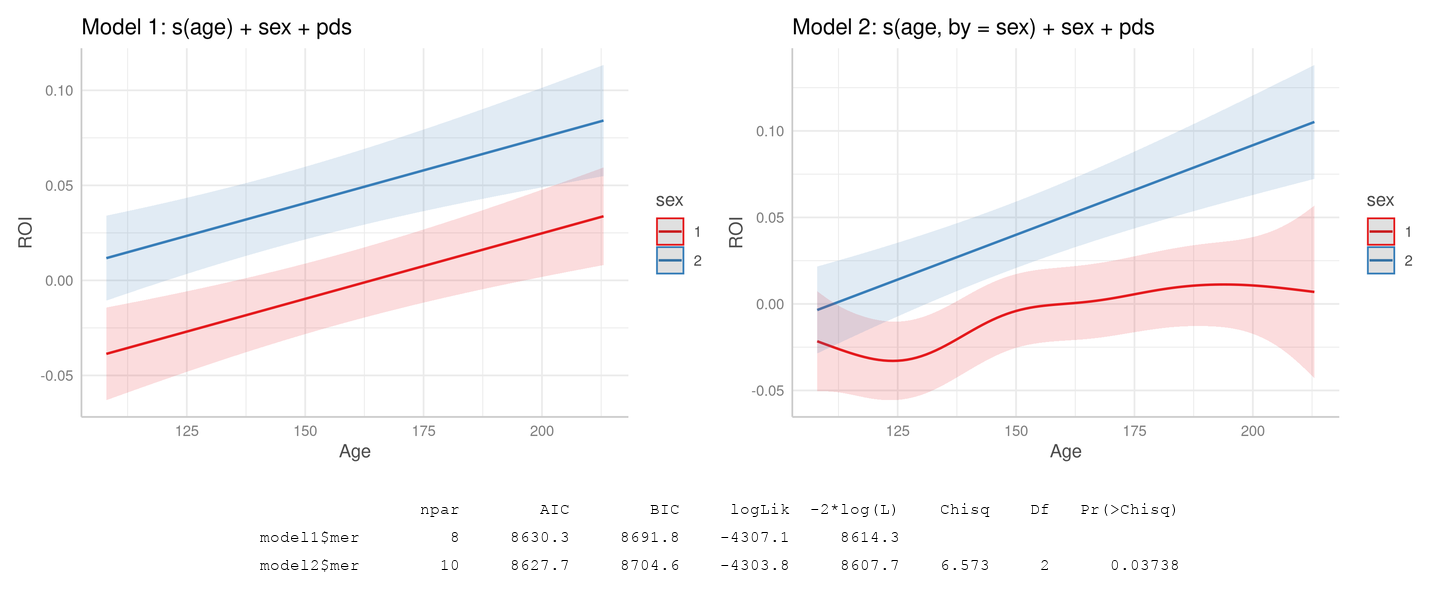 Model 1: s(age) + sex + pds
ROI
0.10
0.05
0.00
-0.05
125 150 175 200
Age
sex
1
2
Model 2: s(age, by = sex) + sex + pds
ROI
0.10
0.05
0.00
-0.05
125 150 175 200
Age
sex
1
2
npar AIC BIC logLik -2*log(L) Chisq Df Pr(>Chisq)
model1$mer 8 8630.3 8691.8 -4307.1 8614.3
model2$mer 10 8627.7 8704.6 -4303.8 8607.7 6.573 2 0.03738